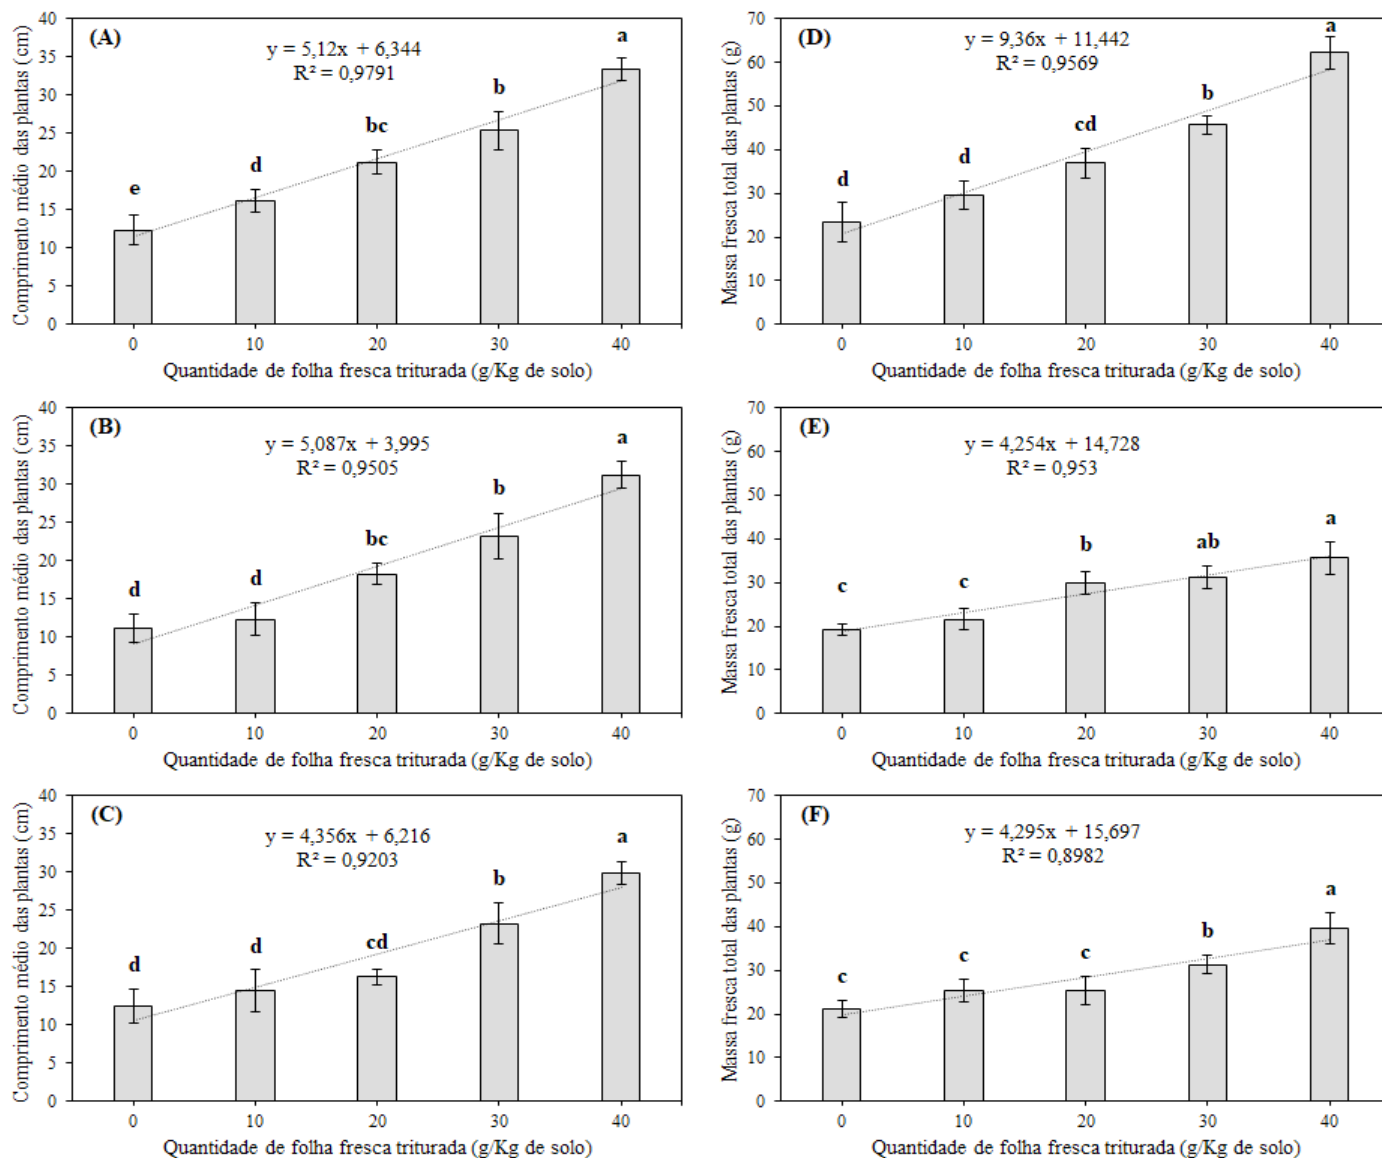 (A)
y = 5,12x + 6,344
R² = 0,9791
Comprimento médio das plantas (cm)
40
35
30
25
20
15
10
5
0
e
d
bc
b
a
0 10 20 30 40
Quantidade de folha fresca triturada (g/Kg de solo)
(D)
y = 9,36x + 11,442
R² = 0,9569
Massa fresca total das plantas (g)
70
60
50
40
30
20
10
0
d
d
cd
b
a
0 10 20 30 40
Quantidade de folha fresca triturada (g/Kg de solo)
(B)
y = 5,087x + 3,995
R² = 0,9505
Comprimento médio das plantas (cm)
40
35
30
25
20
15
10
5
0
d
d
bc
b
a
0 10 20 30 40
Quantidade de folha fresca triturada (g/Kg de solo)
(E)
y = 4,254x + 14,728
R² = 0,953
Massa fresca total das plantas (g)
70
60
50
40
30
20
10
0
c
c
b
ab
a
0 10 20 30 40
Quantidade de folha fresca triturada (g/Kg de solo)
(C)
y = 4,356x + 6,216
R² = 0,9203
Comprimento médio das plantas (cm)
40
35
30
25
20
15
10
5
0
d
d
cd
b
a
0 10 20 30 40
Quantidade de folha fresca triturada (g/Kg de solo)
(F)
y = 4,295x + 15,697
R² = 0,8982
Massa fresca total das plantas (g)
70
60
50
40
30
20
10
0
c
c
c
b
a
0 10 20 30 40
Quantidade de folha fresca triturada (g/Kg de solo)